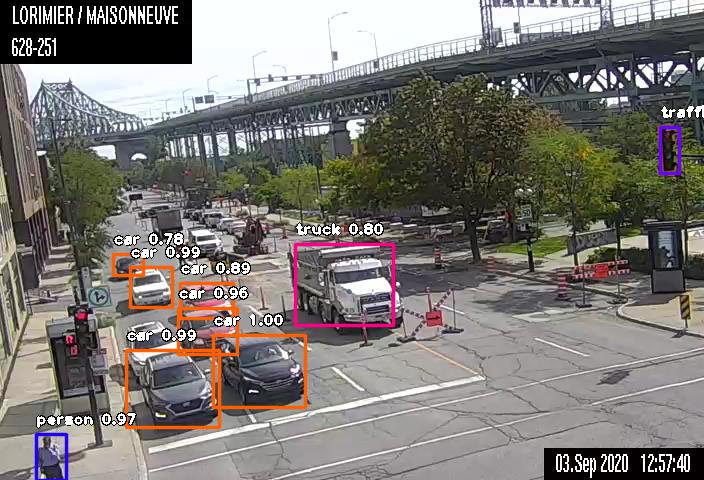 LORIMIER / MAISONNEUVE
628-251
traffi
truck 0.80
car 0.78
car 0.99
car 0.89
car 0.96
car 1.00
car 0.99
person 0.97
03.Sep 2020 12:57:40